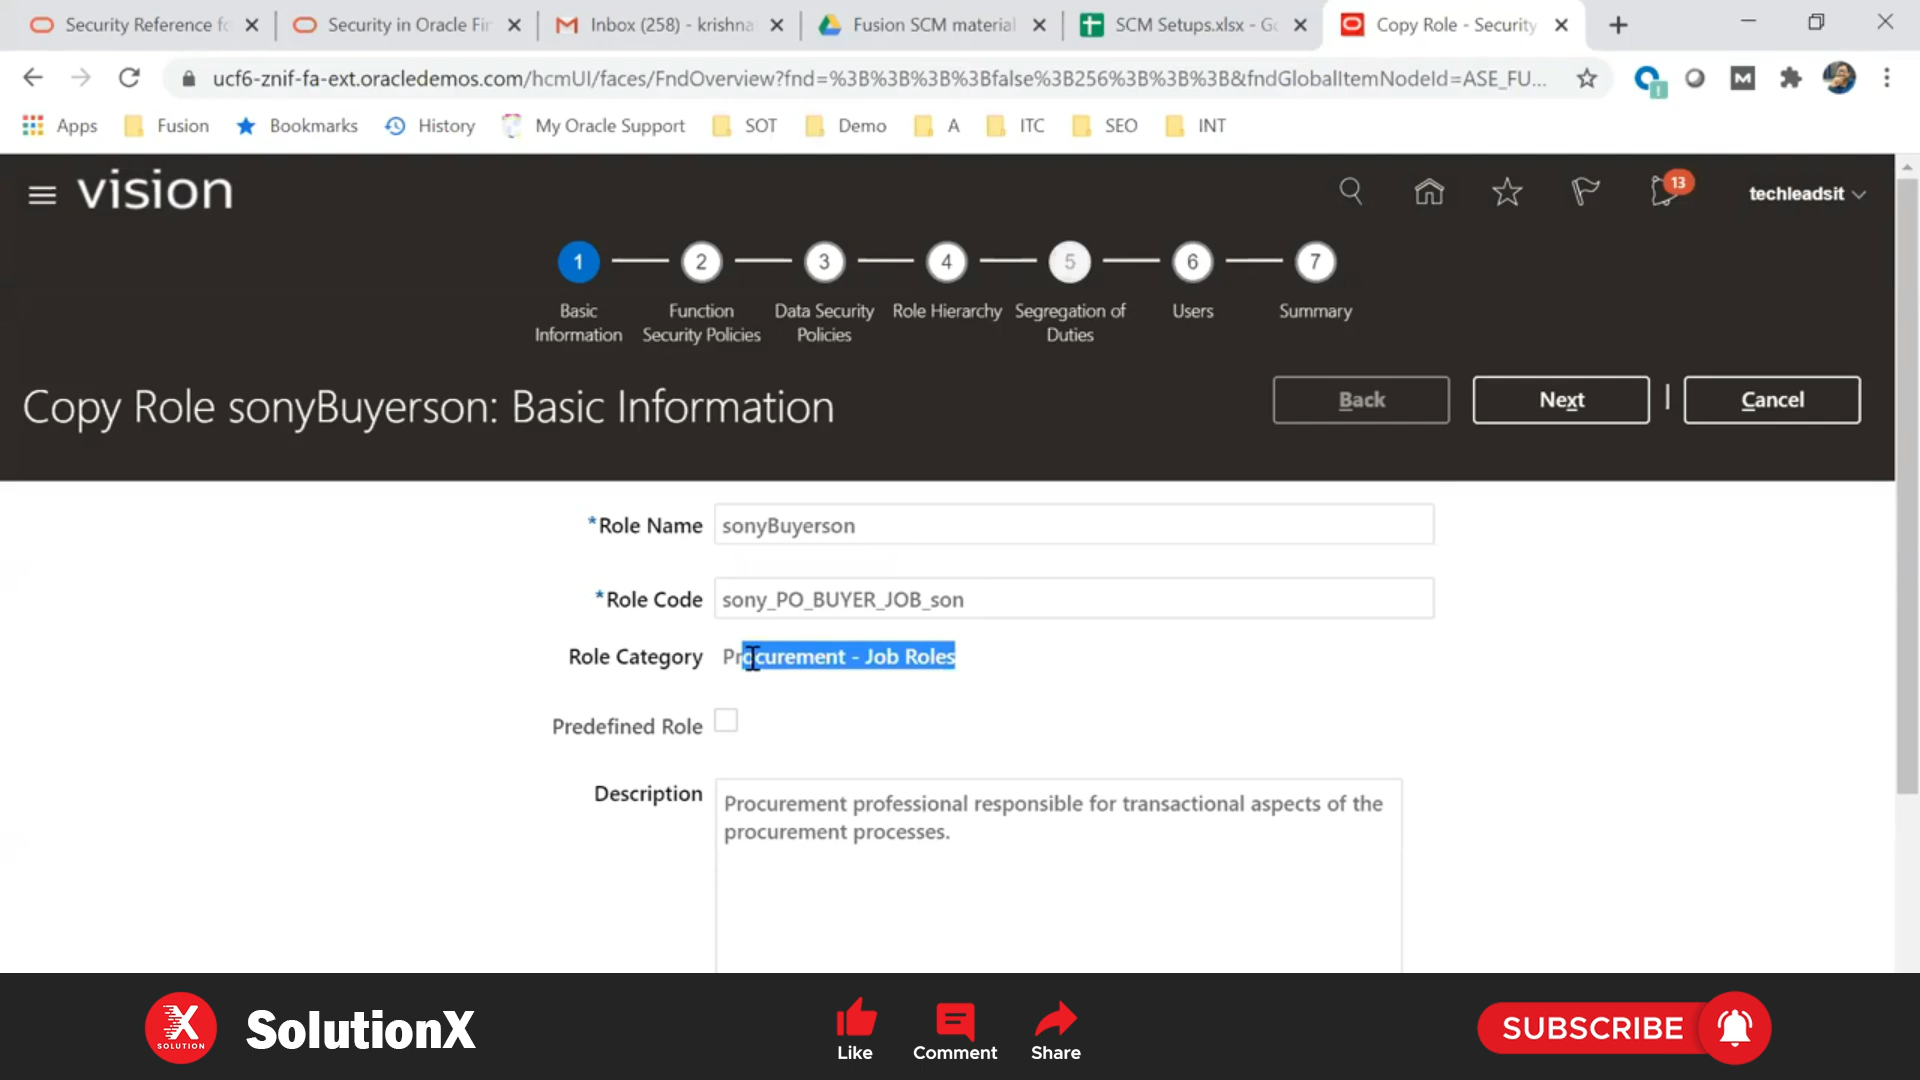 Security Reference fo
Security in Oracle Fin
Inbox (258) - krishna
Fusion SCM material
SCM Setups.xlsx - Go
Copy Role - Security
ucf6-znif-fa-ext.oracledemos.com/hcmUI/faces/FndOverview?fnd=%3B%3B%3B%3Bfalse%3B256%3B%3B%3B&fndGlobalItemNodeId=ASE_FU...
Apps
Fusion
Bookmarks
History
My Oracle Support
SOT
Demo
A
ITC
SEO
INT
vision
13
techleadsit
1
2
3
4
5
6
7
Basic
Information
Function
Security Policies
Data Security
Policies
Role Hierarchy
Segregation of
Duties
Users
Summary
Copy Role sonyBuyerson: Basic Information
Back
Next
Cancel
*Role Name
sonyBuyerson
*Role Code
sony_PO_BUYER_JOB_son
Role Category
Procurement - Job Roles
Predefined Role
Description
Procurement professional responsible for transactional aspects of the
procurement processes.
X
SOLUTION
SolutionX
Like
Comment
Share
SUBSCRIBE